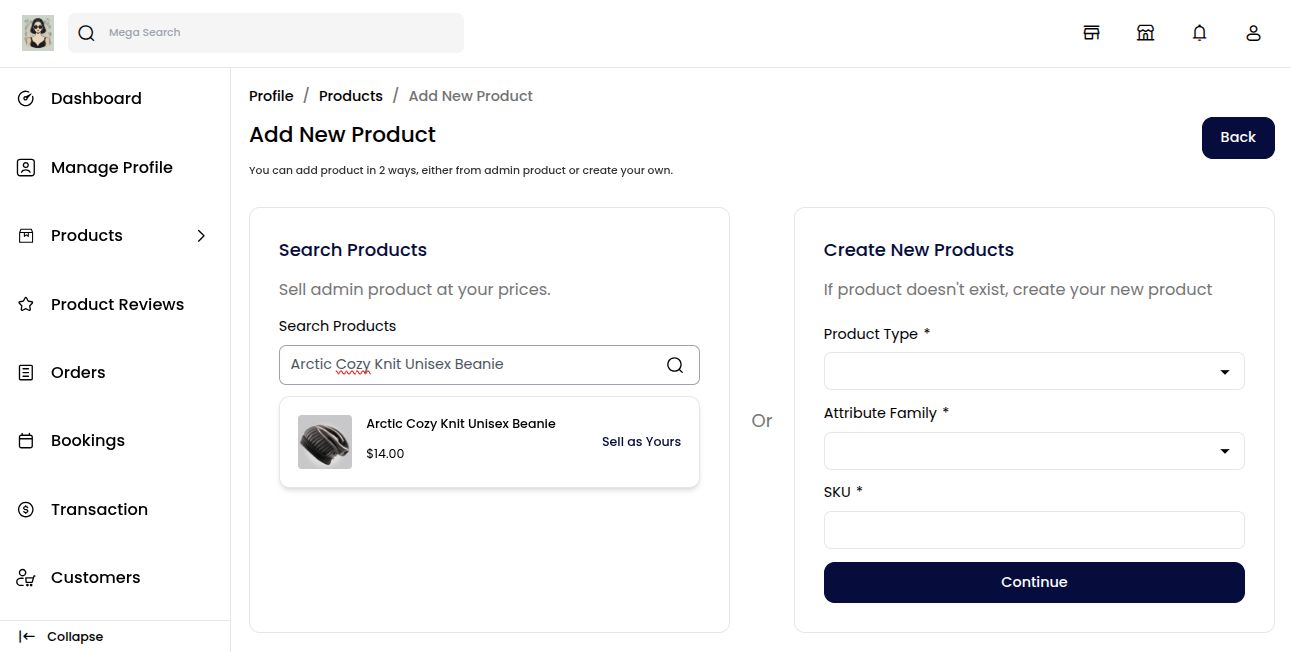 Mega Search
Dashboard
Manage Profile
Products
Product Reviews
Orders
Bookings
Transaction
Customers
Collapse
Profile / Products / Add New Product
Add New Product
Back
You can add product in 2 ways, either from admin product or create your own.
Search Products
Sell admin product at your prices.
Search Products
Arctic Cozy Knit Unisex Beanie
Arctic Cozy Knit Unisex Beanie
$14.00
Sell as Yours
Or
Create New Products
If product doesn't exist, create your new product
Product Type *
Attribute Family *
SKU *
Continue